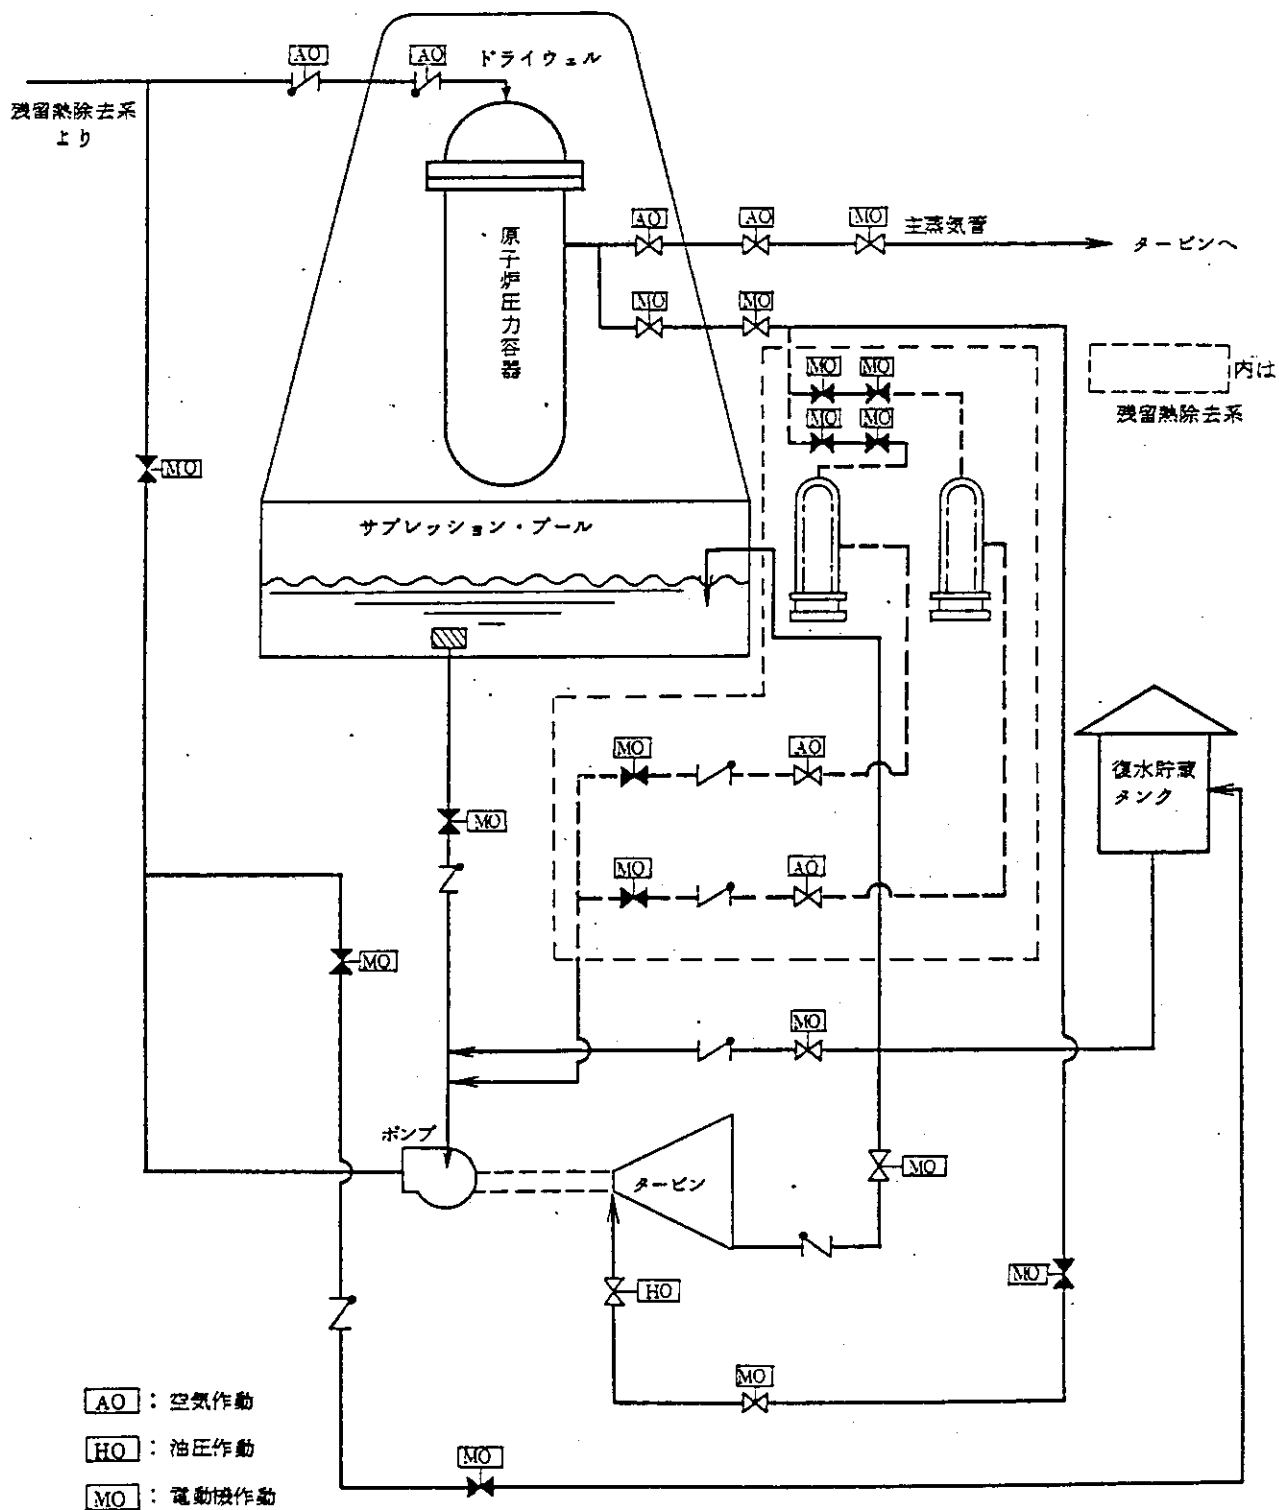 AO
AO
ドライウェル
残留熱除去系
より
原子炉圧力容器
AO
AO
MO
主蒸気管
タービンへ
MO
MO
内は
残留熱除去系
MO
MO
MO
MO
MO
サプレッション・プール
MO
AO
復水貯蔵
タンク
MO
MO
AO
MO
MO
ポンプ
タービン
MO
MO
HO
MO
AO : 空気作動
HO : 油圧作動
MO
MO : 電動機作動